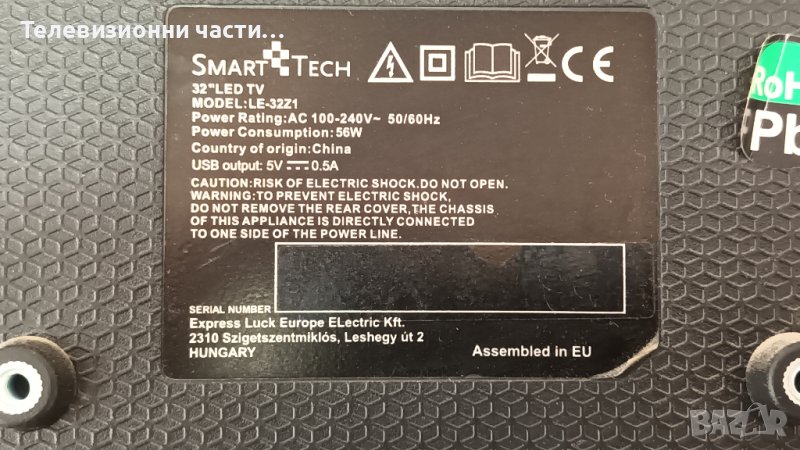 Телевизионни части…
SMART TECH
32"LED TV
MODEL:LE-32Z1
Power Rating:AC 100-240V~ 50/60Hz
Power Consumption:56W
Country of origin:China
USB output: 5V 0.5A
CAUTION:RISK OF ELECTRIC SHOCK.DO NOT OPEN.
WARNING:TO PREVENT ELECTRIC SHOCK,
DO NOT REMOVE THE REAR COVER,THE CHASSIS
OF THIS APPLIANCE IS DIRECTLY CONNECTED
TO ONE SIDE OF THE POWER LINE.
SERIAL NUMBER
Express Luck Europe ELectric Kft.
2310 Szigetszentmiklós, Leshegy út 2
HUNGARY
Assembled in EU
RoH
Pb
BAZAR